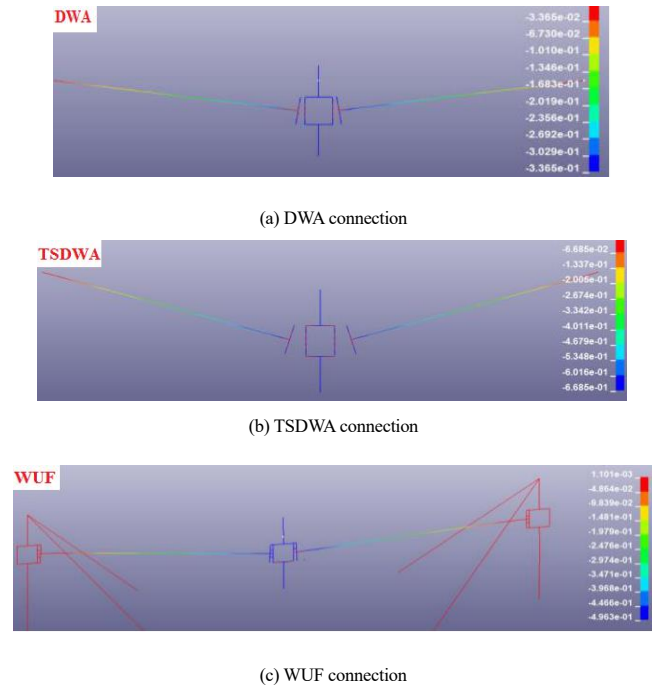 DWA
-3.365e-02
-6.730e-02
-1.010e-01
-1.346e-01
-1.683e-01
-2.019e-01
-2.356e-01
-2.692e-01
-3.029e-01
-3.365e-01
(a) DWA connection
TSDWA
-6.685e-02
-1.337e-01
-2.006e-01
-2.674e-01
-3.342e-01
-4.011e-01
-4.679e-01
-5.348e-01
-6.016e-01
-6.685e-01
(b) TSDWA connection
WUF
1.101e-03
-4.864e-02
-9.839e-02
-1.481e-01
-1.979e-01
-2.476e-01
-2.974e-01
-3.471e-01
-3.968e-01
-4.466e-01
-4.963e-01
(c) WUF connection